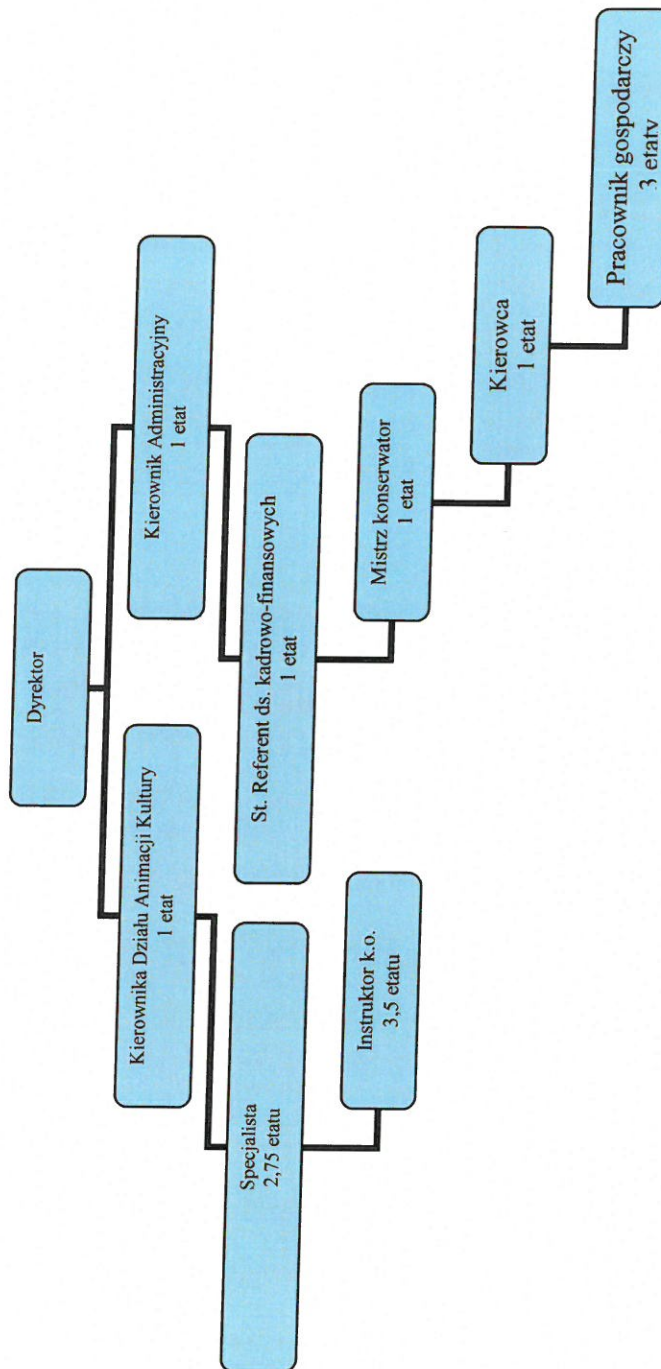 Dyrektor
Kierownika Działu Animacji Kultury
1 etat
Kierownik Administracyjny
1 etat
Specjalista
2,75 etatu
St. Referent ds. kadrowo-finansowych
1 etat
Instruktor k.o.
3,5 etatu
Mistrz konserwator
1 etat
Kierowca
1 etat
Pracownik gospodarczy
3 etaty